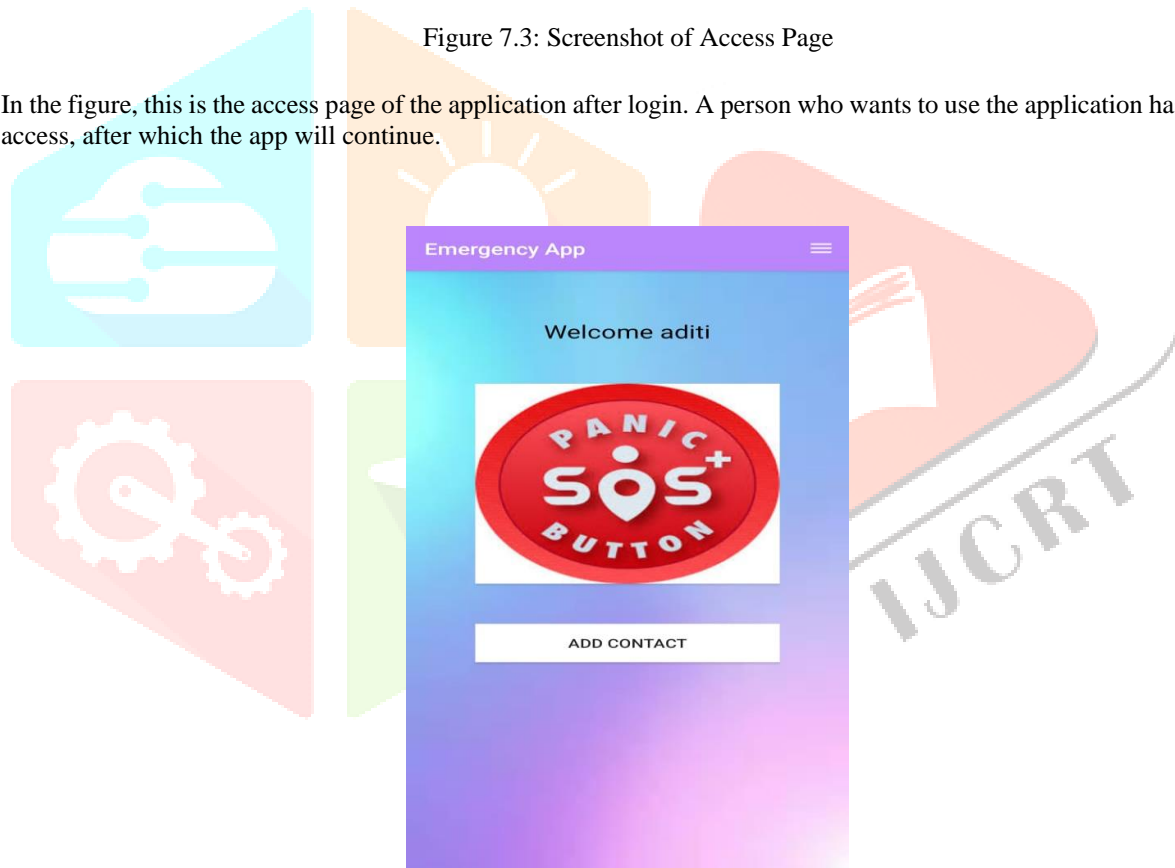 Figure 7.3: Screenshot of Access Page
In the figure, this is the access page of the application after login. A person who wants to use the application ha
access, after which the app will continue.
Emergency App
Welcome aditi
PANIC
SOS+
BUTTON
ADD CONTACT
IJCRT